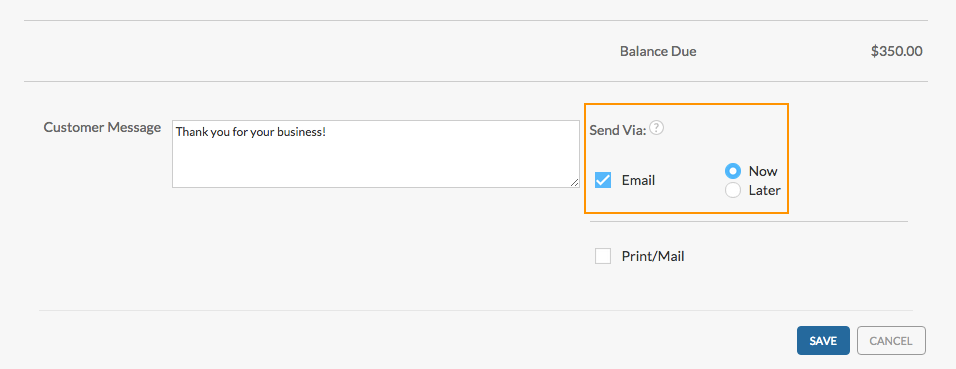 Balance Due $350.00
Customer Message
Thank you for your business!
Send Via: ?
Email
Now
Later
Print/Mail
SAVE CANCEL